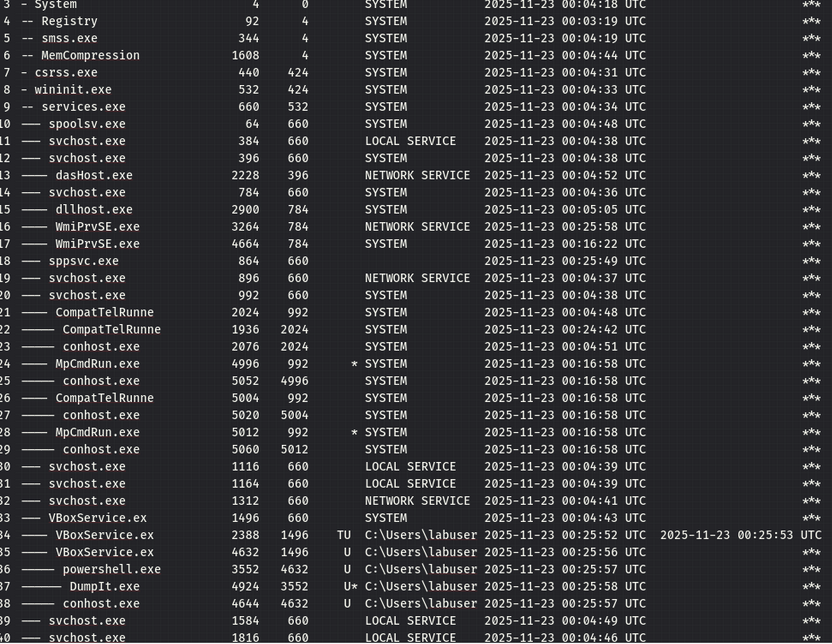 3 - System 4 0 SYSTEM 2025-11-23 00:04:18 UTC ***
4 -- Registry 92 4 SYSTEM 2025-11-23 00:03:19 UTC ***
5 -- smss.exe 344 4 SYSTEM 2025-11-23 00:04:19 UTC ***
6 -- MemCompression 1608 4 SYSTEM 2025-11-23 00:04:44 UTC ***
7 - csrss.exe 440 424 SYSTEM 2025-11-23 00:04:31 UTC ***
8 - wininit.exe 532 424 SYSTEM 2025-11-23 00:04:33 UTC ***
9 -- services.exe 660 532 SYSTEM 2025-11-23 00:04:34 UTC ***
10 --- spoolsv.exe 64 660 SYSTEM 2025-11-23 00:04:48 UTC ***
11 --- svchost.exe 384 660 LOCAL SERVICE 2025-11-23 00:04:38 UTC ***
12 --- svchost.exe 396 660 SYSTEM 2025-11-23 00:04:38 UTC ***
13 ---- dasHost.exe 2228 396 NETWORK SERVICE 2025-11-23 00:04:52 UTC ***
14 --- svchost.exe 784 660 SYSTEM 2025-11-23 00:04:36 UTC ***
15 ---- dllhost.exe 2900 784 SYSTEM 2025-11-23 00:05:05 UTC ***
16 ---- WmiPrvSE.exe 3264 784 NETWORK SERVICE 2025-11-23 00:25:58 UTC ***
17 ---- WmiPrvSE.exe 4664 784 SYSTEM 2025-11-23 00:16:22 UTC ***
18 --- sppsvc.exe 864 660 2025-11-23 00:25:49 UTC ***
19 --- svchost.exe 896 660 NETWORK SERVICE 2025-11-23 00:04:37 UTC ***
20 --- svchost.exe 992 660 SYSTEM 2025-11-23 00:04:38 UTC ***
21 ---- CompatTelRunne 2024 992 SYSTEM 2025-11-23 00:04:48 UTC ***
22 ----- CompatTelRunne 1936 2024 SYSTEM 2025-11-23 00:24:42 UTC ***
23 ----- conhost.exe 2076 2024 SYSTEM 2025-11-23 00:04:51 UTC ***
24 ---- MpCmdRun.exe 4996 992 * SYSTEM 2025-11-23 00:16:58 UTC ***
25 ----- conhost.exe 5052 4996 SYSTEM 2025-11-23 00:16:58 UTC ***
26 ---- CompatTelRunne 5004 992 SYSTEM 2025-11-23 00:16:58 UTC ***
27 ----- conhost.exe 5020 5004 SYSTEM 2025-11-23 00:16:58 UTC ***
28 ---- MpCmdRun.exe 5012 992 * SYSTEM 2025-11-23 00:16:58 UTC ***
29 ----- conhost.exe 5060 5012 SYSTEM 2025-11-23 00:16:58 UTC ***
30 --- svchost.exe 1116 660 LOCAL SERVICE 2025-11-23 00:04:39 UTC ***
31 --- svchost.exe 1164 660 LOCAL SERVICE 2025-11-23 00:04:39 UTC ***
32 --- svchost.exe 1312 660 NETWORK SERVICE 2025-11-23 00:04:41 UTC ***
33 --- VBoxService.ex 1496 660 SYSTEM 2025-11-23 00:04:43 UTC ***
34 ---- VBoxService.ex 2388 1496 TU C:\Users\labuser 2025-11-23 00:25:52 UTC 2025-11-23 00:25:53 UTC
35 ---- VBoxService.ex 4632 1496 U C:\Users\labuser 2025-11-23 00:25:56 UTC ***
36 ----- powershell.exe 3552 4632 U C:\Users\labuser 2025-11-23 00:25:57 UTC ***
37 ------ DumpIt.exe 4924 3552 U* C:\Users\labuser 2025-11-23 00:25:58 UTC ***
38 ----- conhost.exe 4644 4632 U C:\Users\labuser 2025-11-23 00:25:57 UTC ***
39 --- svchost.exe 1584 660 LOCAL SERVICE 2025-11-23 00:04:49 UTC ***
40 --- svchost.exe 1816 660 LOCAL SERVICE 2025-11-23 00:04:46 UTC ***